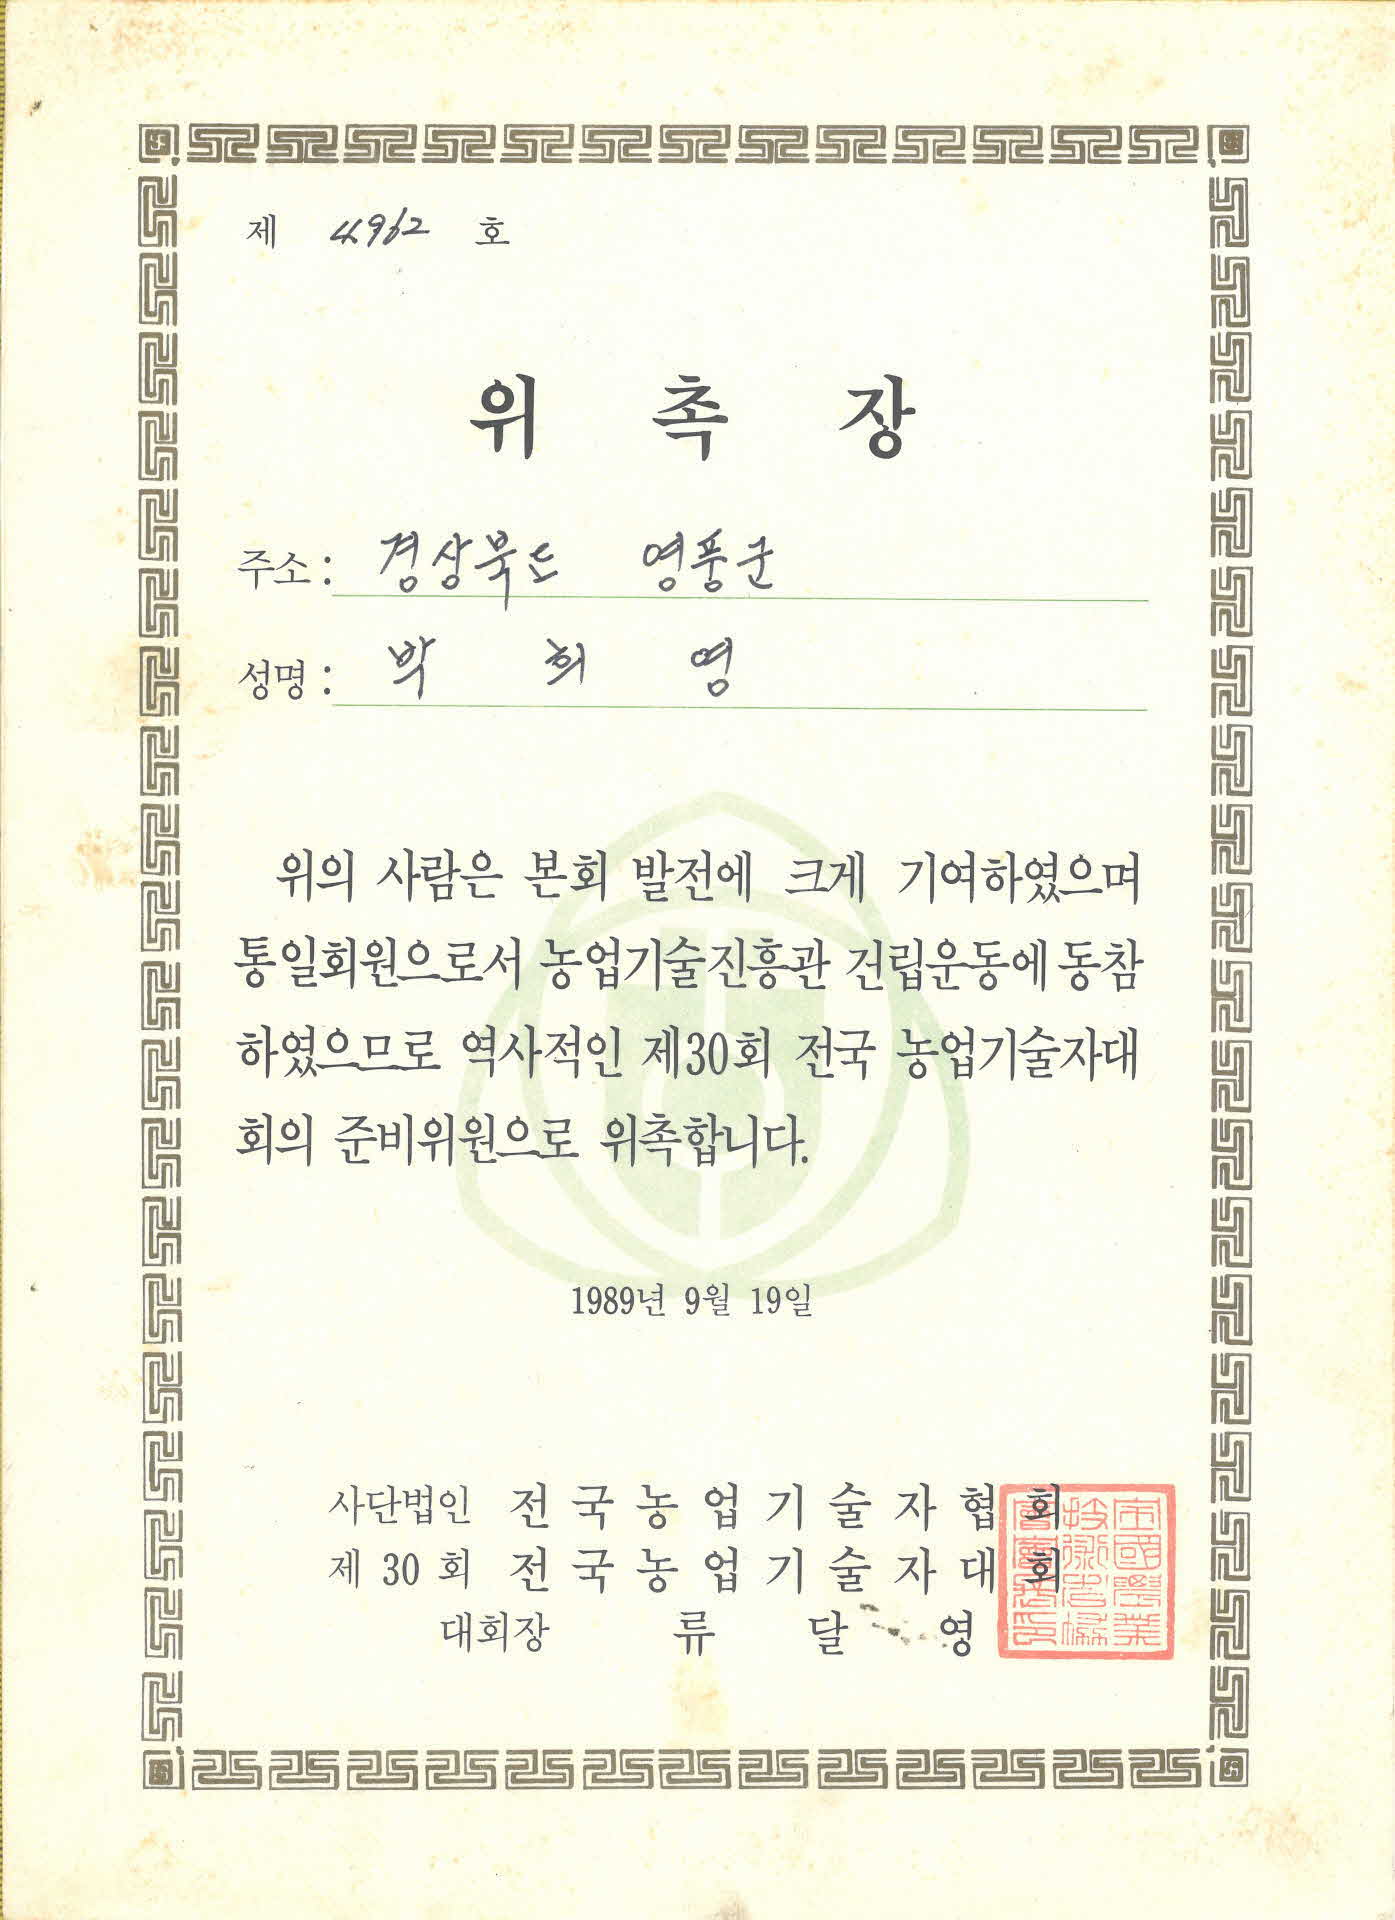 제 4962 호
위 촉 장
주소 : 경상북도 영풍군
성명 : 박 희 영
위의 사람은 본회 발전에 크게 기여하였으며
통일회원으로서 농업기술진흥관 건립운동에 동참
하였으므로 역사적인 제30회 전국 농업기술자대
회의 준비위원으로 위촉합니다.
1989년 9월 19일
사단법인 전국농업기술자협회
제 30 회 전국농업기술자대회
대회장 류 달 영